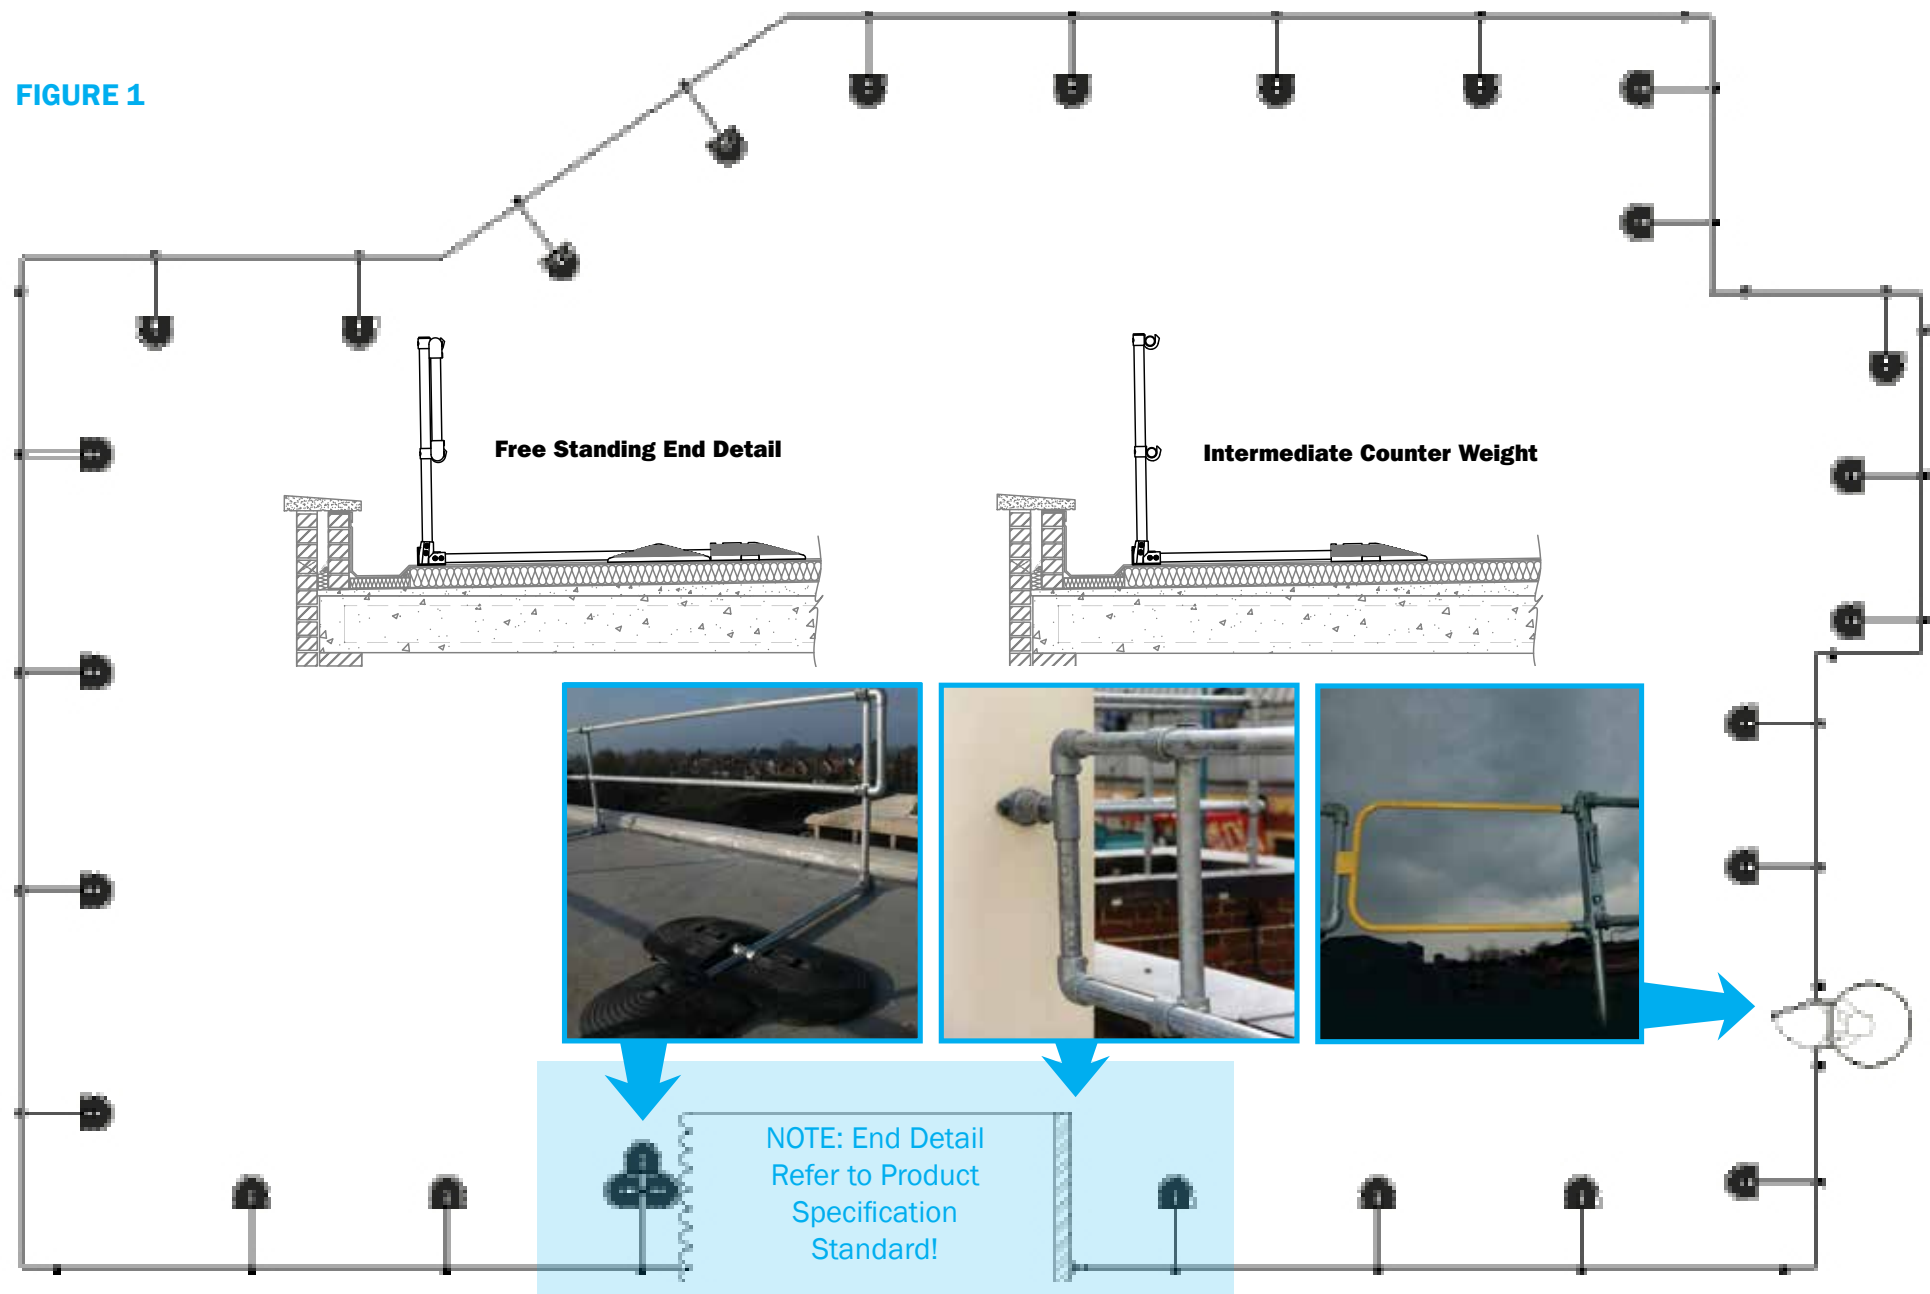 FIGURE 1
Free Standing End Detail
Intermediate Counter Weight
NOTE: End Detail
Refer to Product
Specification
Standard!